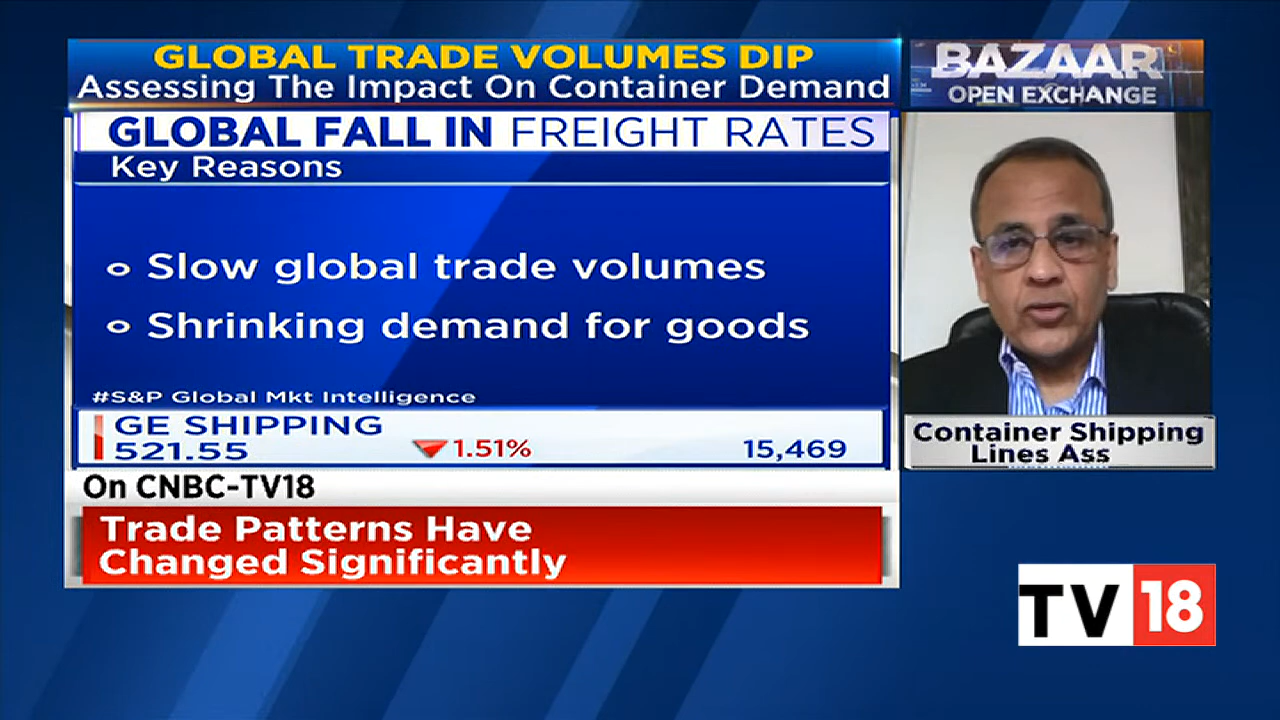 GLOBAL TRADE VOLUMES DIP
Assessing The Impact On Container Demand
BAZAAR
OPEN EXCHANGE
GLOBAL FALL IN FREIGHT RATES
Key Reasons
Slow global trade volumes
Shrinking demand for goods
#S&P Global Mkt Intelligence
GE SHIPPING
521.55 1.51% 15,469
Container Shipping
Lines Ass
On CNBC-TV18
Trade Patterns Have
Changed Significantly
TV18